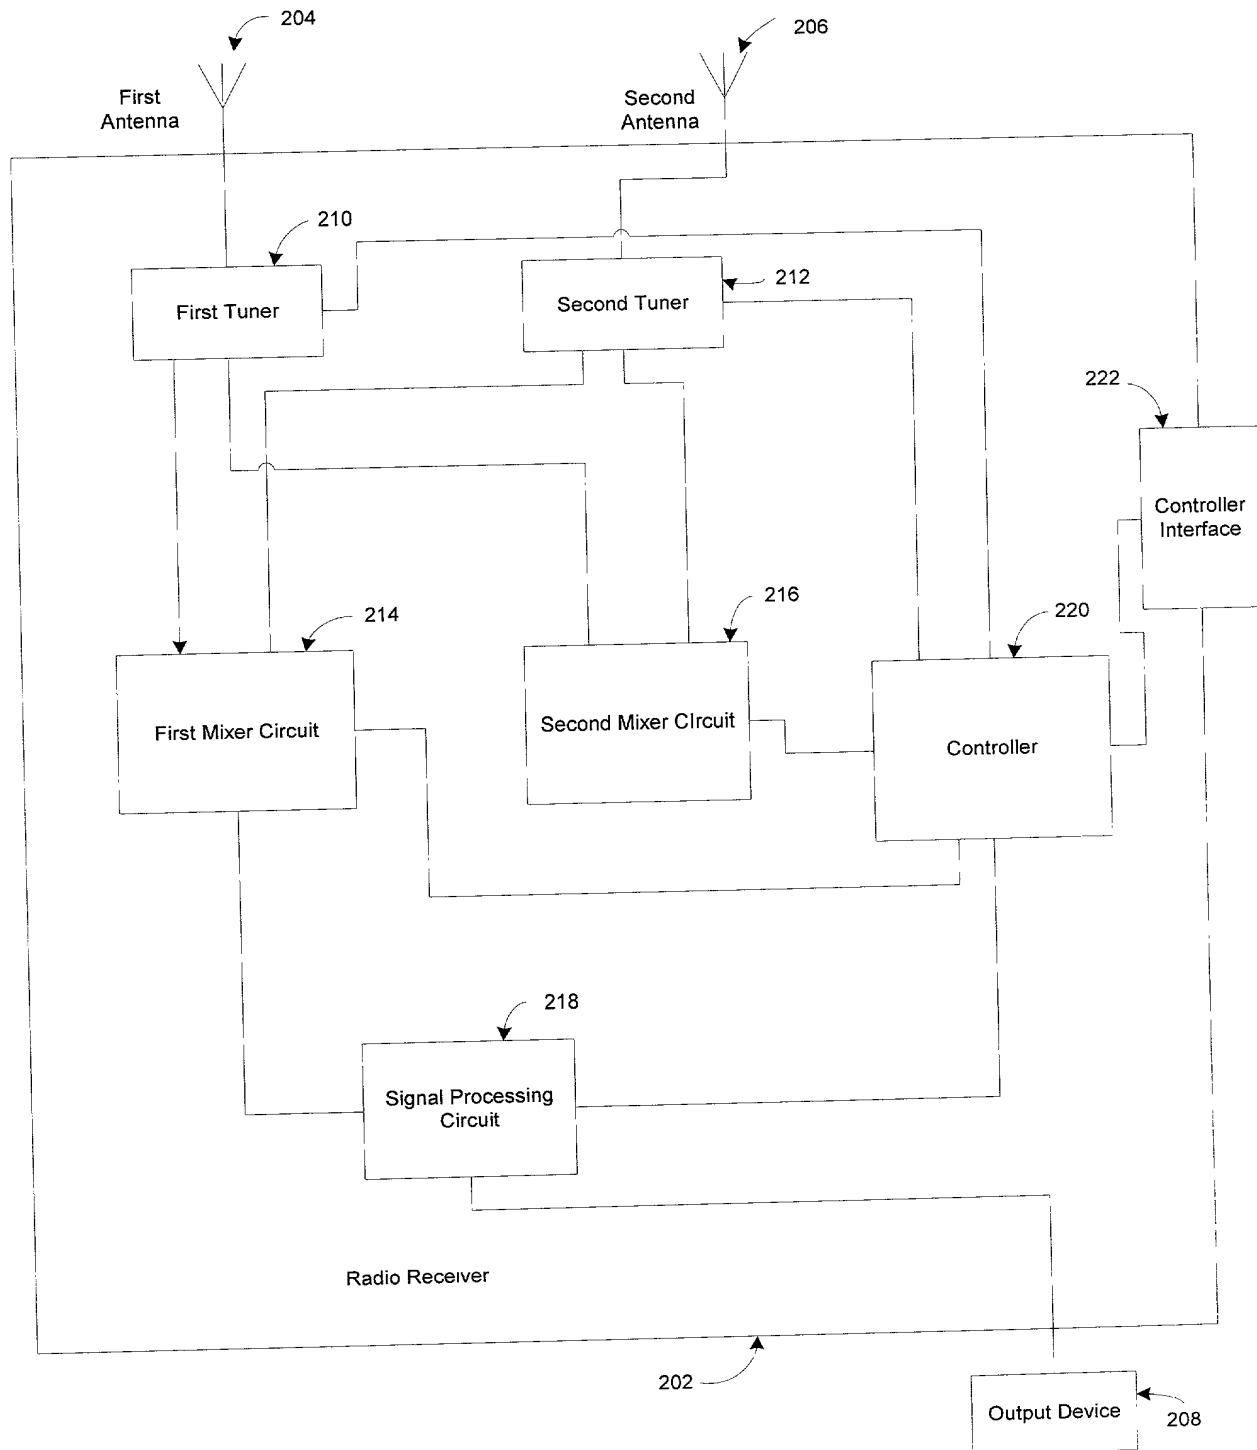 204
206
First
Antenna
Second
Antenna
210
212
First Tuner
Second Tuner
222
Controller
Interface
214
216
220
First Mixer Circuit
Second Mixer CIrcuit
Controller
218
Signal Processing
Circuit
Radio Receiver
202
Output Device
208